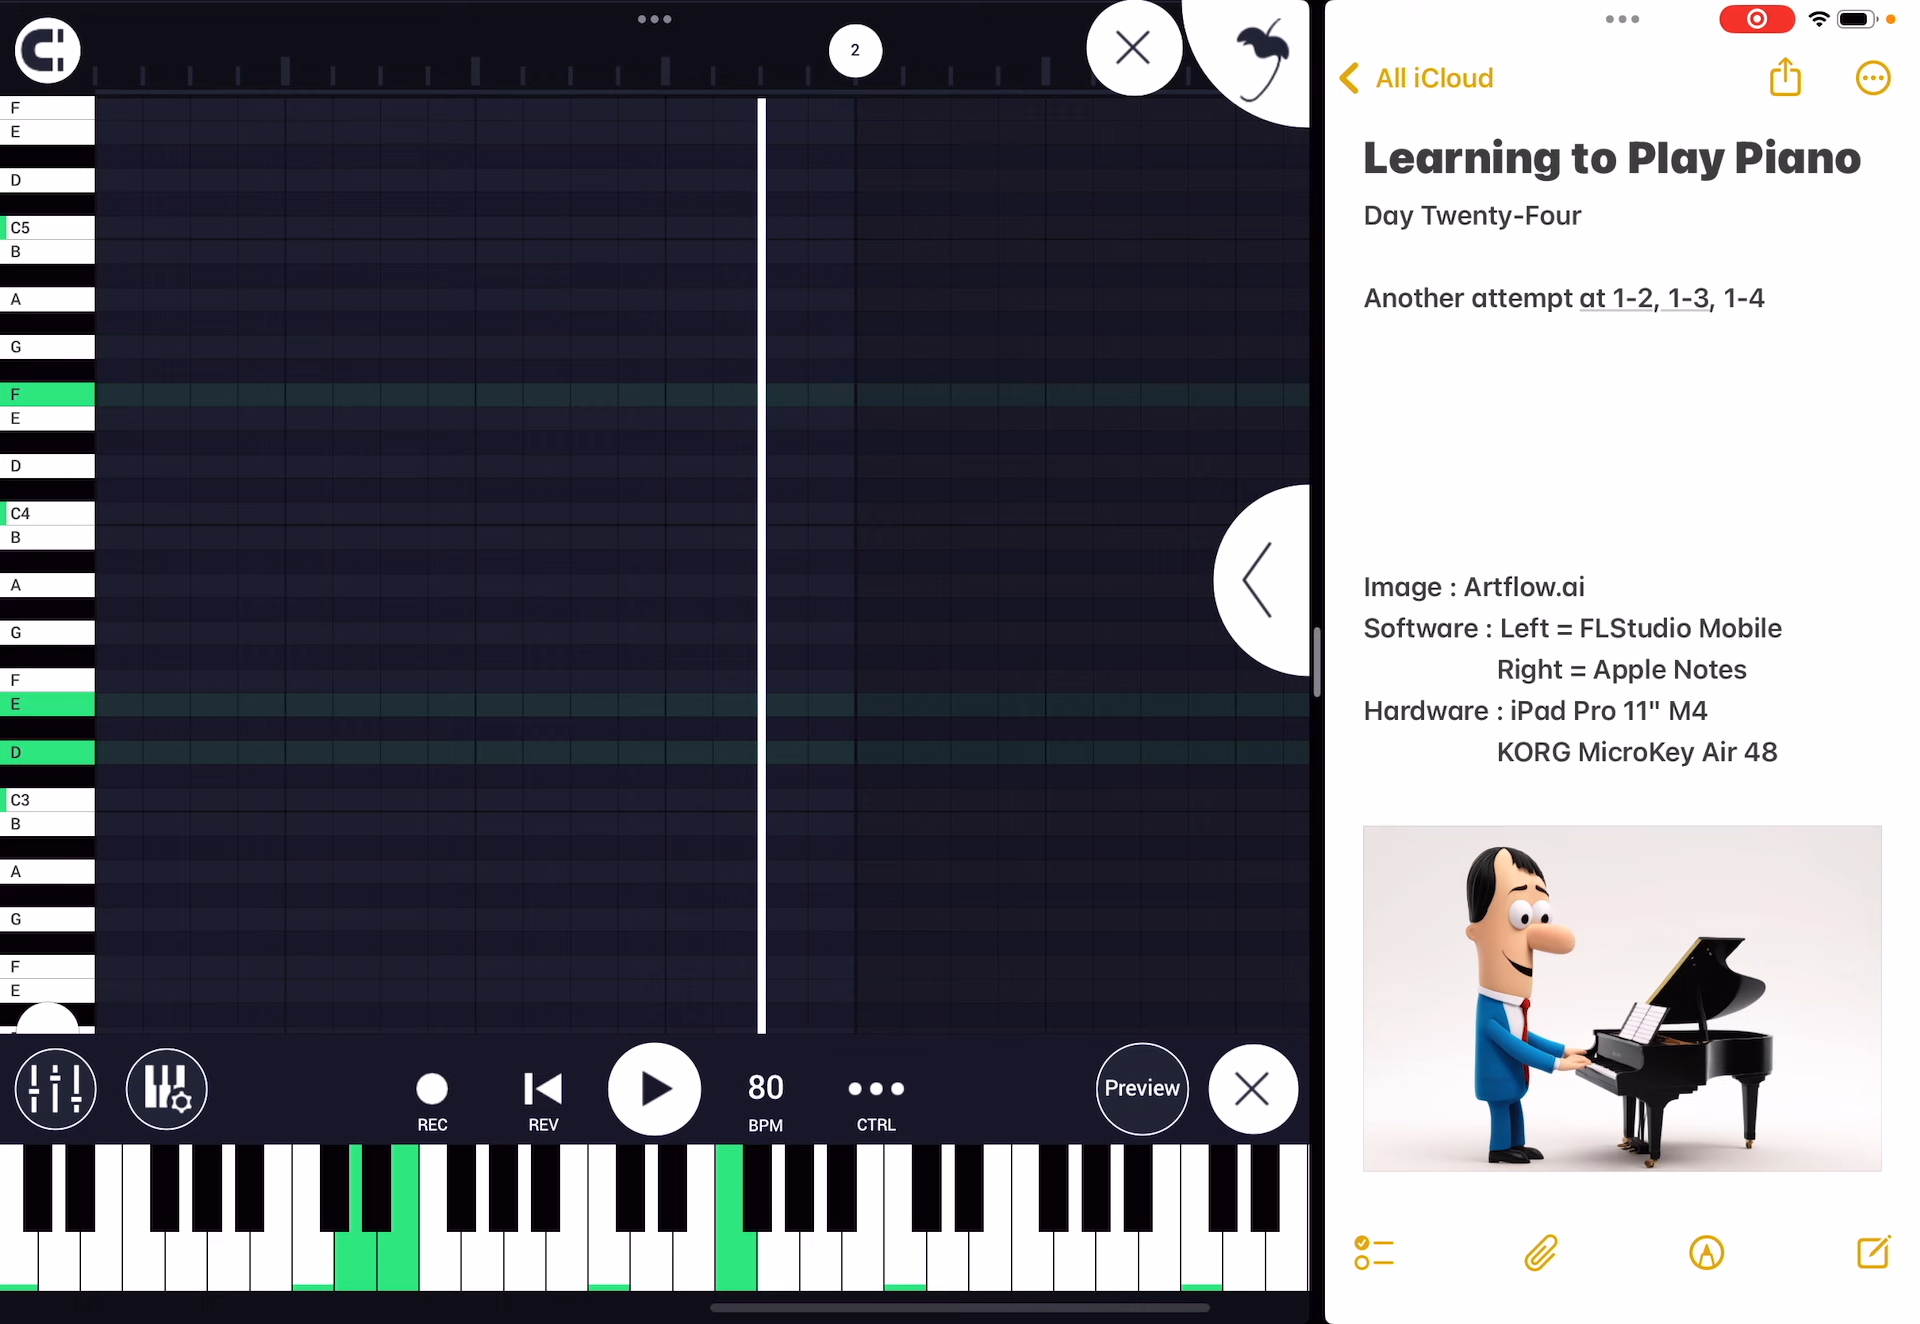 2
F
E
D
C5
B
A
G
F
E
D
C4
B
A
G
F
E
D
C3
B
A
G
F
E
REC
REV
80
BPM
CTRL
Preview
All iCloud
Learning to Play Piano
Day Twenty-Four
Another attempt at 1-2, 1-3, 1-4
Image : Artflow.ai
Software : Left = FLStudio Mobile
Right = Apple Notes
Hardware : iPad Pro 11" M4
KORG MicroKey Air 48